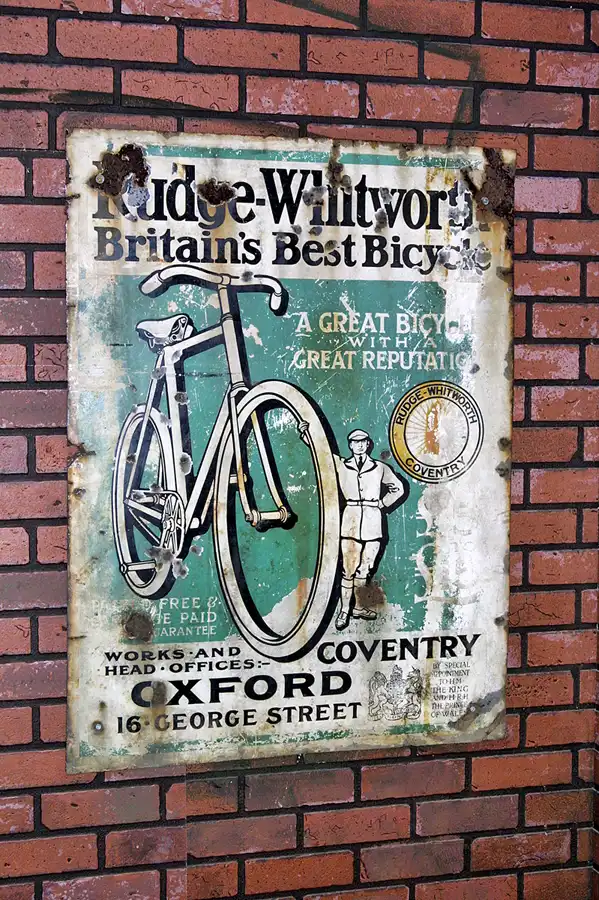 Rudge-Whitworth
Britain's Best Bicycle
A GREAT BICYCLE
WITH A
GREAT REPUTATION
RUDGE-WHITWORTH
COVENTRY
FREE &
PAID
GUARANTEE
WORKS·AND
HEAD·OFFICES:-
COVENTRY
OXFORD
16·GEORGE STREET
BY SPECIAL
APPOINTMENT
TO H.M.
THE KING
AND H·R·H
THE PRINCE
OF WALES